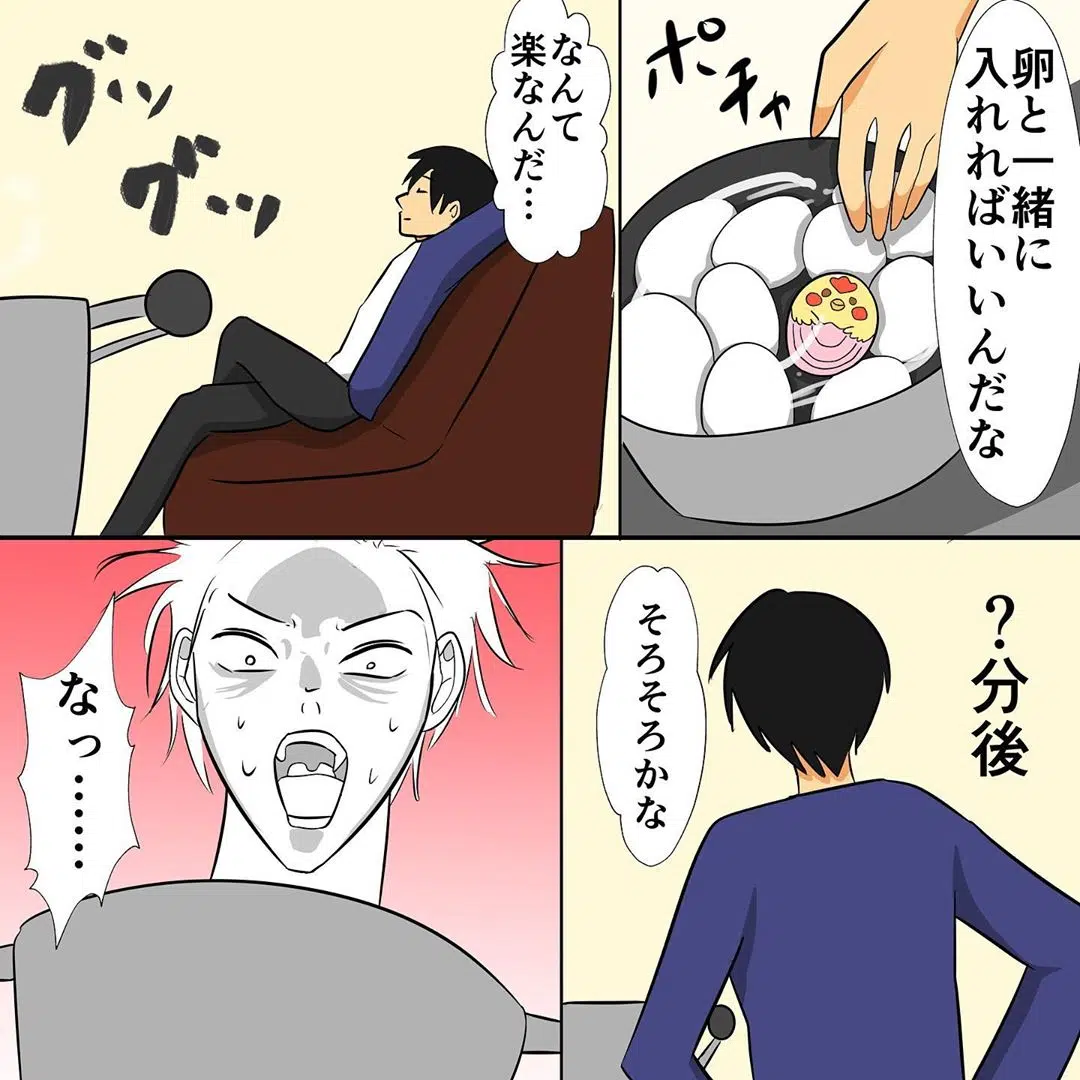 卵と一緒に
入れればいいんだな
ポチャ
なんて
楽なんだ…
グーッ
グーッ
?分後
そろそろかな
なっ……